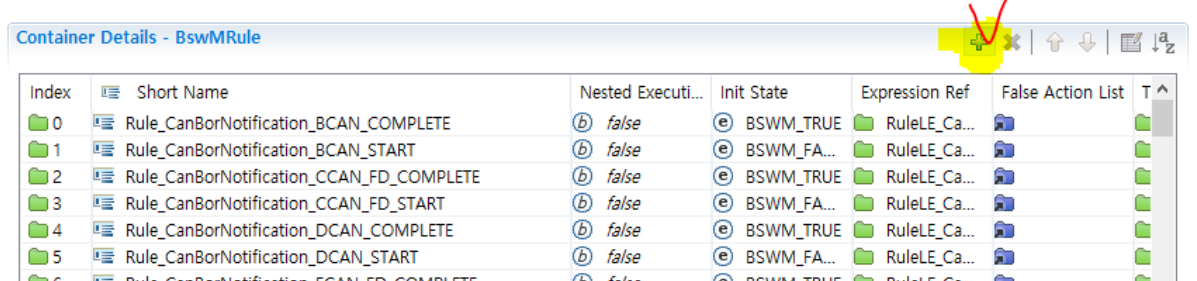 Container Details - BswMRule
Index Short Name Nested Executi... Init State Expression Ref False Action List T
0 Rule_CanBorNotification_BCAN_COMPLETE b false e BSWM_TRUE RuleLE_Ca...
1 Rule_CanBorNotification_BCAN_START b false e BSWM_FA... RuleLE_Ca...
2 Rule_CanBorNotification_CCAN_FD_COMPLETE b false e BSWM_TRUE RuleLE_Ca...
3 Rule_CanBorNotification_CCAN_FD_START b false e BSWM_FA... RuleLE_Ca...
4 Rule_CanBorNotification_DCAN_COMPLETE b false e BSWM_TRUE RuleLE_Ca...
5 Rule_CanBorNotification_DCAN_START b false e BSWM_FA... RuleLE_Ca...